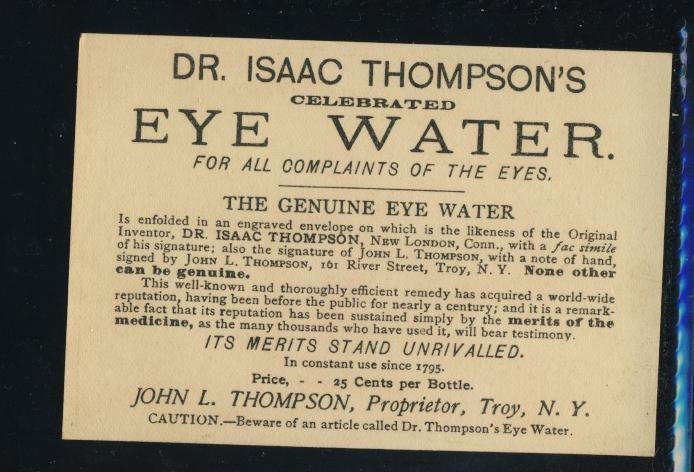 DR. ISAAC THOMPSON'S
CELEBRATED
EYE WATER.
FOR ALL COMPLAINTS OF THE EYES.
THE GENUINE EYE WATER
Is enfolded in an engraved envelope on which is the likeness of the Original
Inventor, DR. ISAAC THOMPSON, NEW LONDON, Conn., with a fac simile
of his signature; also the signature of JOHN L. THOMPSON, with a note of hand,
signed by JOHN L. THOMPSON, 161 River Street, Troy, N. Y. None other
can be genuine.
This well-known and thoroughly efficient remedy has acquired a world-wide
reputation, having been before the public for nearly a century; and it is a remark-
able fact that its reputation has been sustained simply by the merits of the
medicine, as the many thousands who have used it, will bear testimony.
ITS MERITS STAND UNRIVALLED.
In constant use since 1795.
Price, - - 25 Cents per Bottle.
JOHN L. THOMPSON, Proprietor, Troy, N. Y.
CAUTION.—Beware of an article called Dr. Thompson's Eye Water.